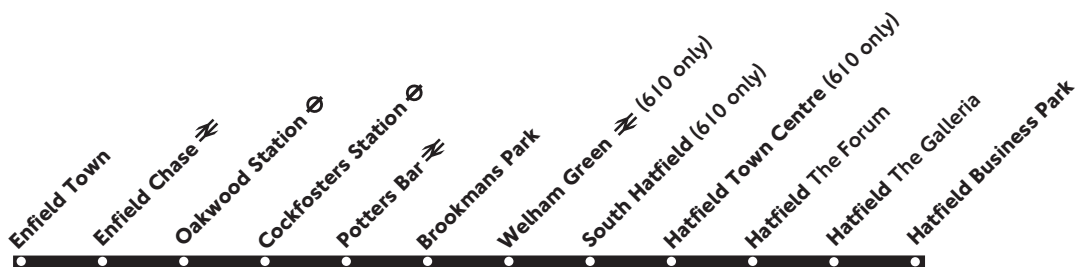 Enfield Town
Enfield Chase
Oakwood Station
Cockfosters Station
Potters Bar
Brookmans Park
Welham Green (610 only)
South Hatfield (610 only)
Hatfield Town Centre (610 only)
Hatfield The Forum
Hatfield The Galleria
Hatfield Business Park